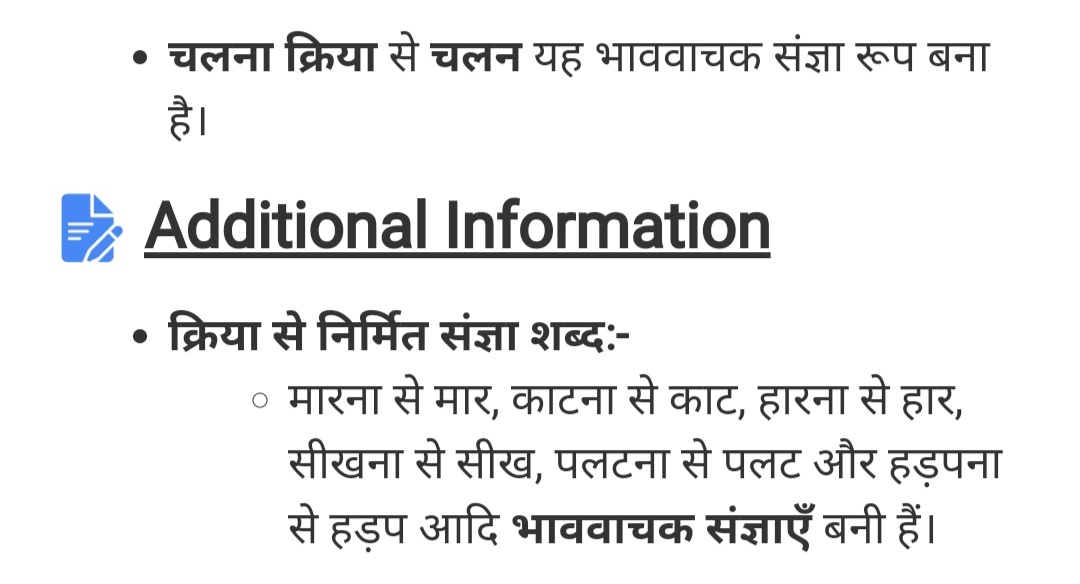 • चलना क्रिया से चलन यह भाववाचक संज्ञा रूप बना
है।
Additional Information
• क्रिया से निर्मित संज्ञा शब्द:-
○ मारना से मार, काटना से काट, हारना से हार,
सीखना से सीख, पलटना से पलट और हड़पना
से हड़प आदि भाववाचक संज्ञाएँ बनी हैं।